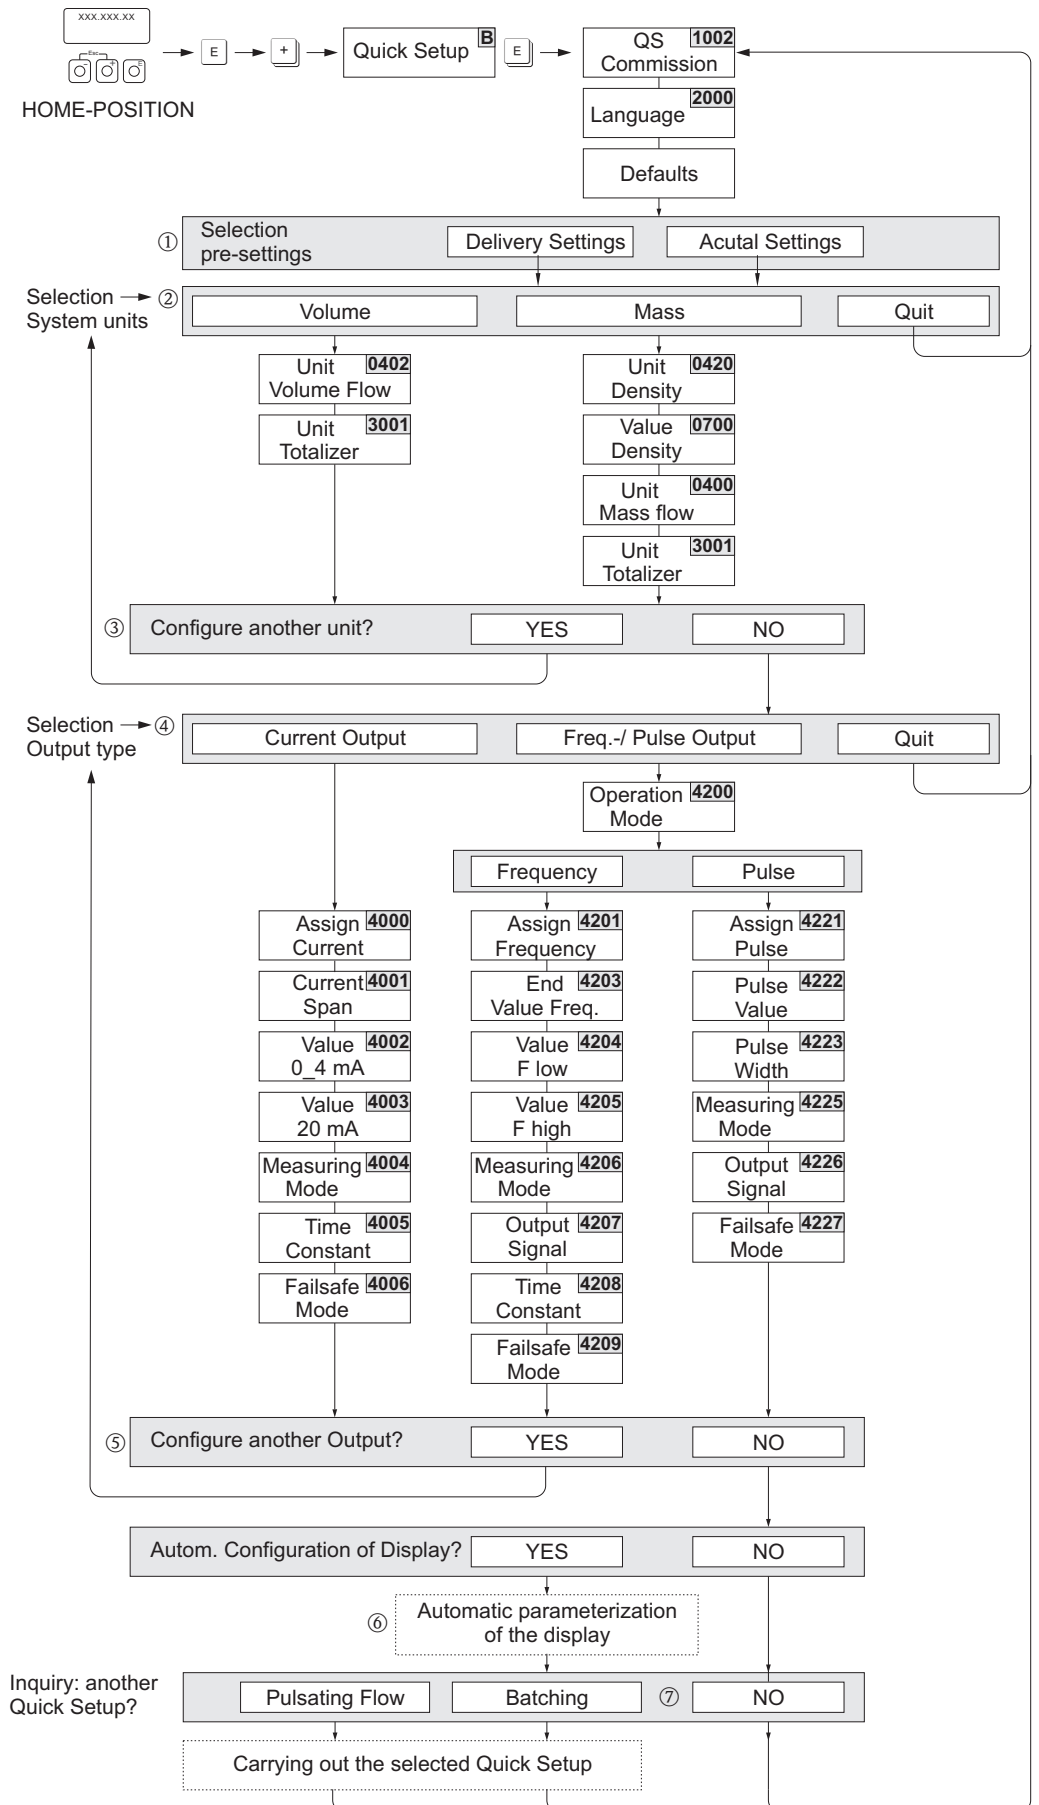 XXX.XXX.XX
Esc
- + E
HOME-POSITION
E
+
Quick Setup B
E
QS 1002
Commission
2000
Language
Defaults
① Selection
pre-settings
Delivery Settings
Acutal Settings
Selection
System units
②
Volume
Mass
Quit
Unit 0402
Volume Flow
Unit 3001
Totalizer
Unit 0420
Density
Value 0700
Density
Unit 0400
Mass flow
Unit 3001
Totalizer
③ Configure another unit? YES NO
Selection
Output type
④
Current Output
Freq.-/ Pulse Output
Quit
Operation 4200
Mode
Frequency
Pulse
Assign 4000
Current
Current 4001
Span
Value 4002
0_4 mA
Value 4003
20 mA
Measuring 4004
Mode
Time 4005
Constant
Failsafe 4006
Mode
Assign 4201
Frequency
End 4203
Value Freq.
Value 4204
F low
Value 4205
F high
Measuring 4206
Mode
Output 4207
Signal
Time 4208
Constant
Failsafe 4209
Mode
Assign 4221
Pulse
Pulse 4222
Value
Pulse 4223
Width
Measuring 4225
Mode
Output 4226
Signal
Failsafe 4227
Mode
⑤ Configure another Output? YES NO
Autom. Configuration of Display? YES NO
⑥ Automatic parameterization
of the display
Inquiry: another
Quick Setup?
Pulsating Flow
Batching
⑦ NO
Carrying out the selected Quick Setup